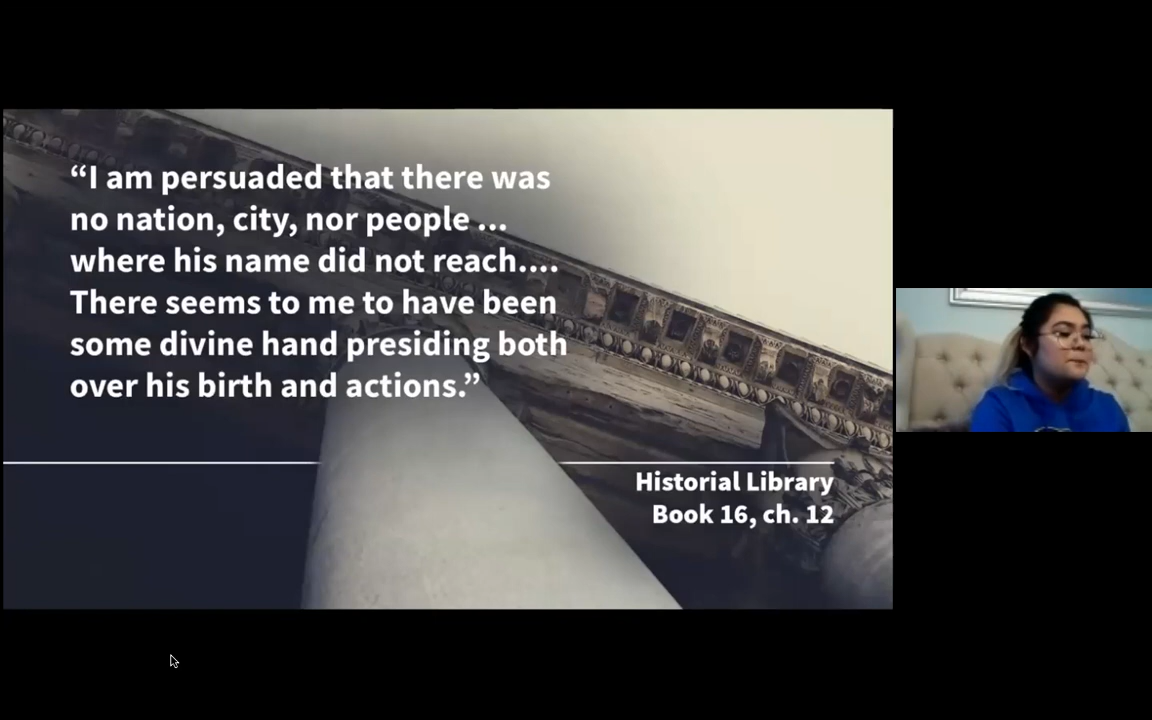 “I am persuaded that there was
no nation, city, nor people ...
where his name did not reach....
There seems to me to have been
some divine hand presiding both
over his birth and actions.”
Historial Library
Book 16, ch. 12